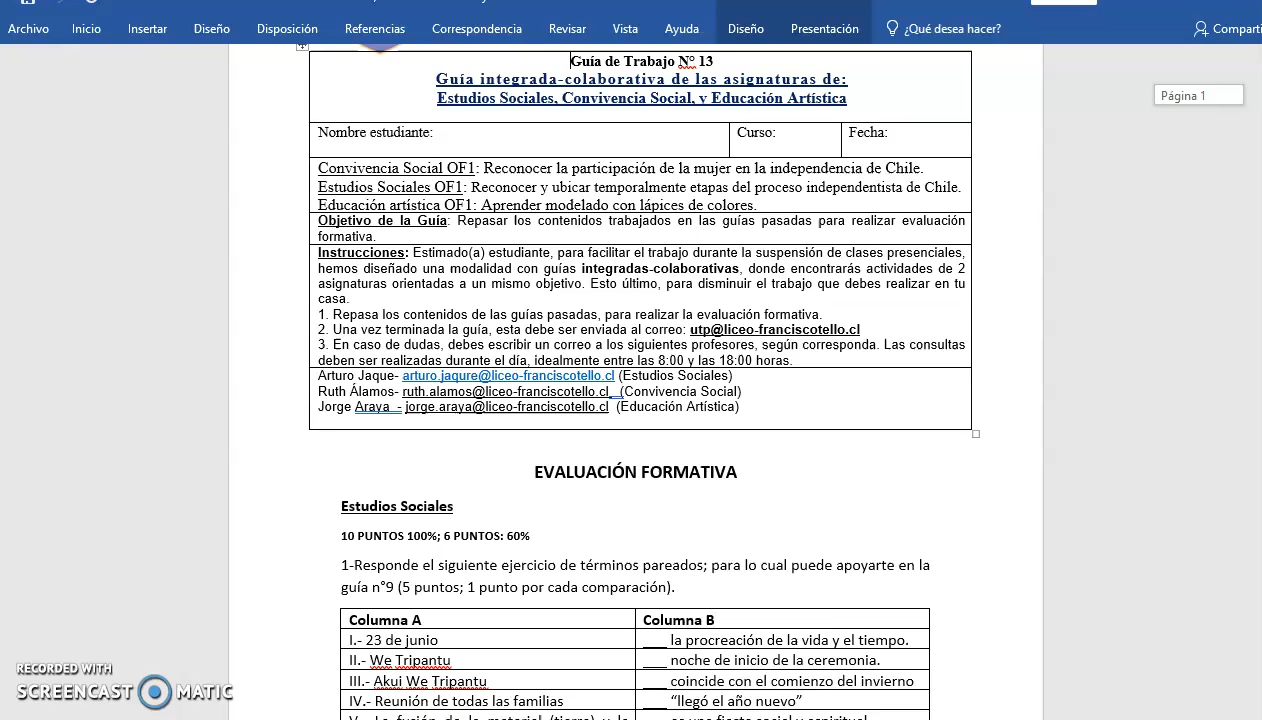 Archivo Inicio Insertar Diseño Disposición Referencias Correspondencia Revisar Vista Ayuda Diseño Presentación ¿Qué desea hacer? Comparti
Página 1
Guía de Trabajo N° 13
Guía integrada-colaborativa de las asignaturas de:
Estudios Sociales, Convivencia Social, y Educación Artística
Nombre estudiante: Curso: Fecha:
Convivencia Social OF1: Reconocer la participación de la mujer en la independencia de Chile.
Estudios Sociales OF1: Reconocer y ubicar temporalmente etapas del proceso independentista de Chile.
Educación artística OF1: Aprender modelado con lápices de colores.
Objetivo de la Guía: Repasar los contenidos trabajados en las guías pasadas para realizar evaluación
formativa.
Instrucciones: Estimado(a) estudiante, para facilitar el trabajo durante la suspensión de clases presenciales,
hemos diseñado una modalidad con guías integradas-colaborativas, donde encontrarás actividades de 2
asignaturas orientadas a un mismo objetivo. Esto último, para disminuir el trabajo que debes realizar en tu
casa.
1. Repasa los contenidos de las guías pasadas, para realizar la evaluación formativa.
2. Una vez terminada la guía, esta debe ser enviada al correo: utp@liceo-franciscotello.cl
3. En caso de dudas, debes escribir un correo a los siguientes profesores, según corresponda. Las consultas
deben ser realizadas durante el día, idealmente entre las 8:00 y las 18:00 horas.
Arturo Jaque- arturo.jaqure@liceo-franciscotello.cl (Estudios Sociales)
Ruth Álamos- ruth.alamos@liceo-franciscotello.cl (Convivencia Social)
Jorge Araya - jorge.araya@liceo-franciscotello.cl (Educación Artística)
EVALUACIÓN FORMATIVA
Estudios Sociales
10 PUNTOS 100%; 6 PUNTOS: 60%
1-Responde el siguiente ejercicio de términos pareados; para lo cual puede apoyarte en la
guía n°9 (5 puntos; 1 punto por cada comparación).
Columna A Columna B
I.- 23 de junio ___ la procreación de la vida y el tiempo.
II.- We Tripantu ___ noche de inicio de la ceremonia.
III.- Akui We Tripantu ___ coincide con el comienzo del invierno
IV.- Reunión de todas las familias ___ “llegó el año nuevo”
V.- La fusión de la material (tierra) y lo ___ es una fiesta social y espiritual
RECORDED WITH
SCREENCAST MATIC